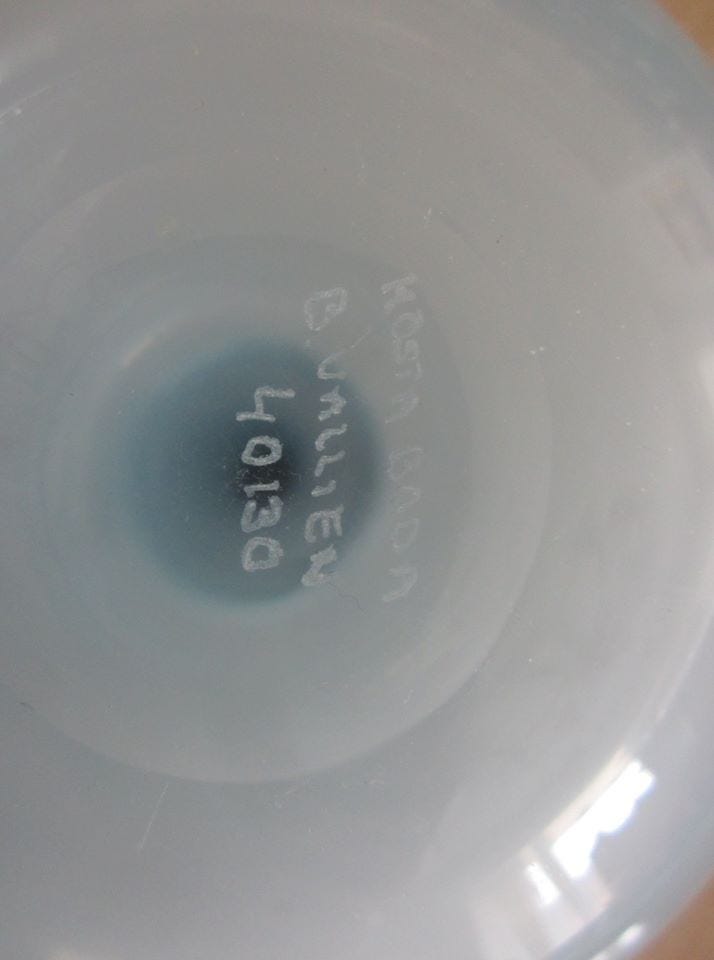 KOSTA BODA
B. VALLIEN
40130